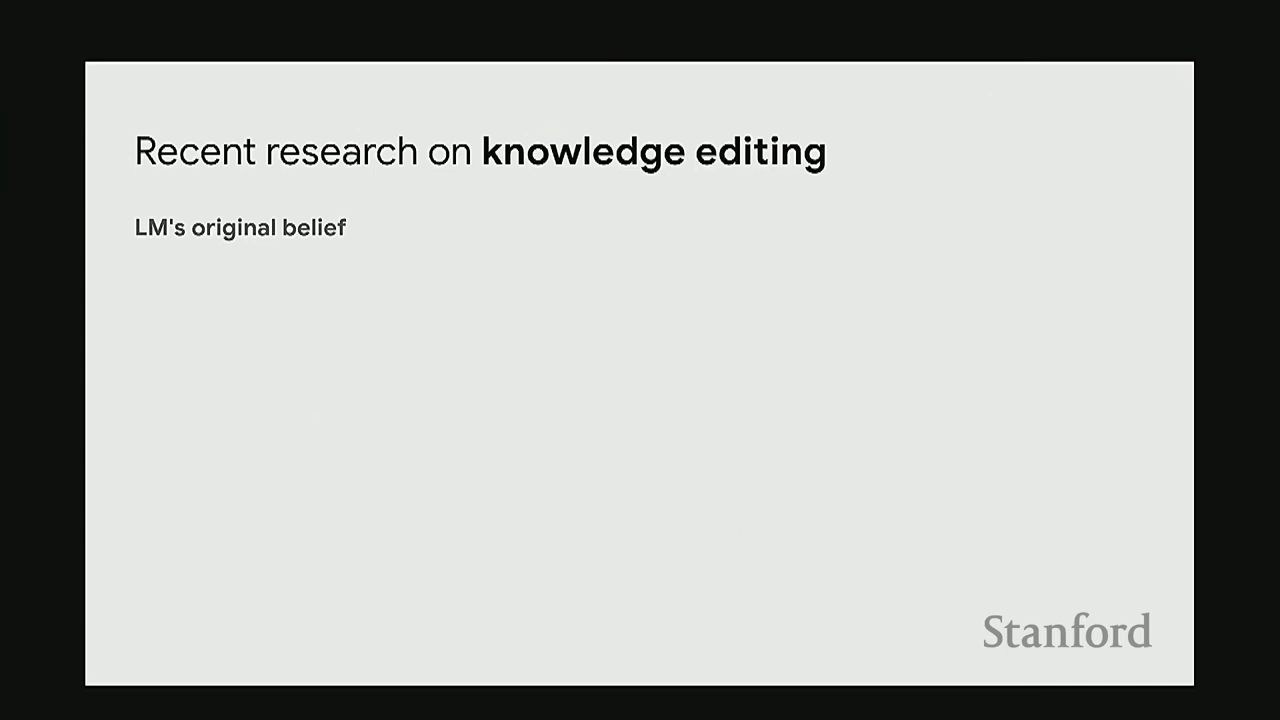 Recent research on knowledge editing
LM's original belief
Stanford